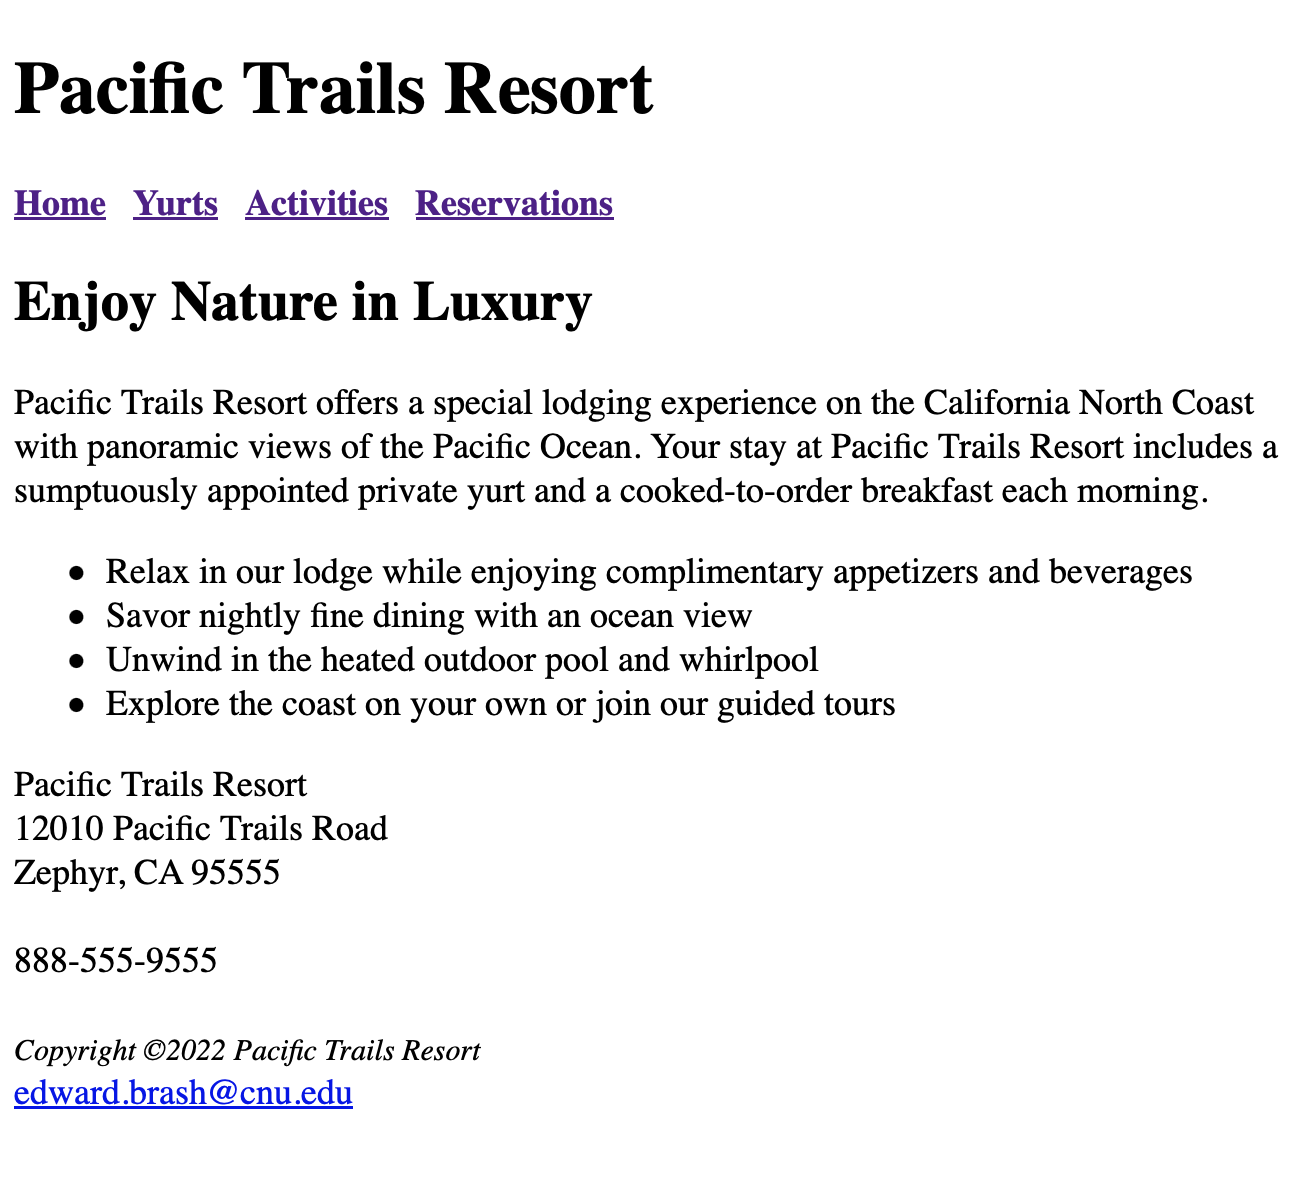 Pacific Trails Resort
Home Yurts Activities Reservations
Enjoy Nature in Luxury
Pacific Trails Resort offers a special lodging experience on the California North Coast
with panoramic views of the Pacific Ocean. Your stay at Pacific Trails Resort includes a
sumptuously appointed private yurt and a cooked-to-order breakfast each morning.
• Relax in our lodge while enjoying complimentary appetizers and beverages
• Savor nightly fine dining with an ocean view
• Unwind in the heated outdoor pool and whirlpool
• Explore the coast on your own or join our guided tours
Pacific Trails Resort
12010 Pacific Trails Road
Zephyr, CA 95555
888-555-9555
Copyright ©2022 Pacific Trails Resort
edward.brash@cnu.edu